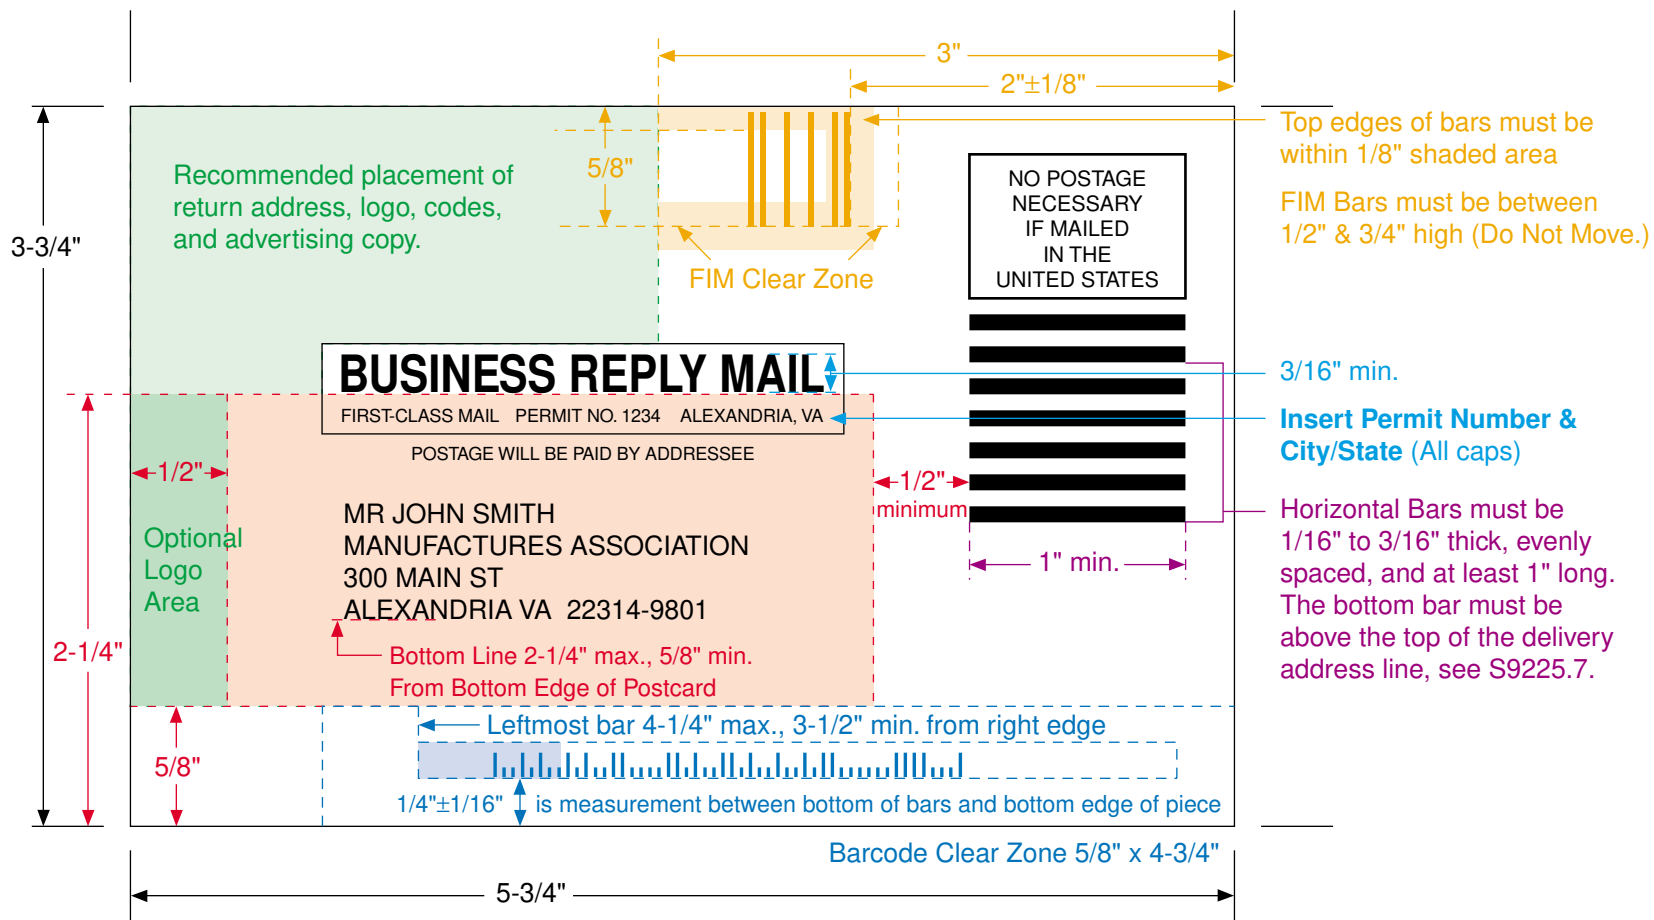 3"
2"±1/8"
Top edges of bars must be
within 1/8" shaded area
FIM Bars must be between
1/2" & 3/4" high (Do Not Move.)
5/8"
Recommended placement of
return address, logo, codes,
and advertising copy.
3-3/4"
FIM Clear Zone
NO POSTAGE
NECESSARY
IF MAILED
IN THE
UNITED STATES
BUSINESS REPLY MAIL
FIRST-CLASS MAIL PERMIT NO. 1234 ALEXANDRIA, VA
POSTAGE WILL BE PAID BY ADDRESSEE
3/16" min.
Insert Permit Number &
City/State (All caps)
1/2"
1/2"
minimum
Optional
Logo
Area
MR JOHN SMITH
MANUFACTURES ASSOCIATION
300 MAIN ST
ALEXANDRIA VA 22314-9801
1" min.
Horizontal Bars must be
1/16" to 3/16" thick, evenly
spaced, and at least 1" long.
The bottom bar must be
above the top of the delivery
address line, see S9225.7.
2-1/4"
Bottom Line 2-1/4" max., 5/8" min.
From Bottom Edge of Postcard
Leftmost bar 4-1/4" max., 3-1/2" min. from right edge
5/8"
1/4"±1/16" is measurement between bottom of bars and bottom edge of piece
Barcode Clear Zone 5/8" x 4-3/4"
5-3/4"